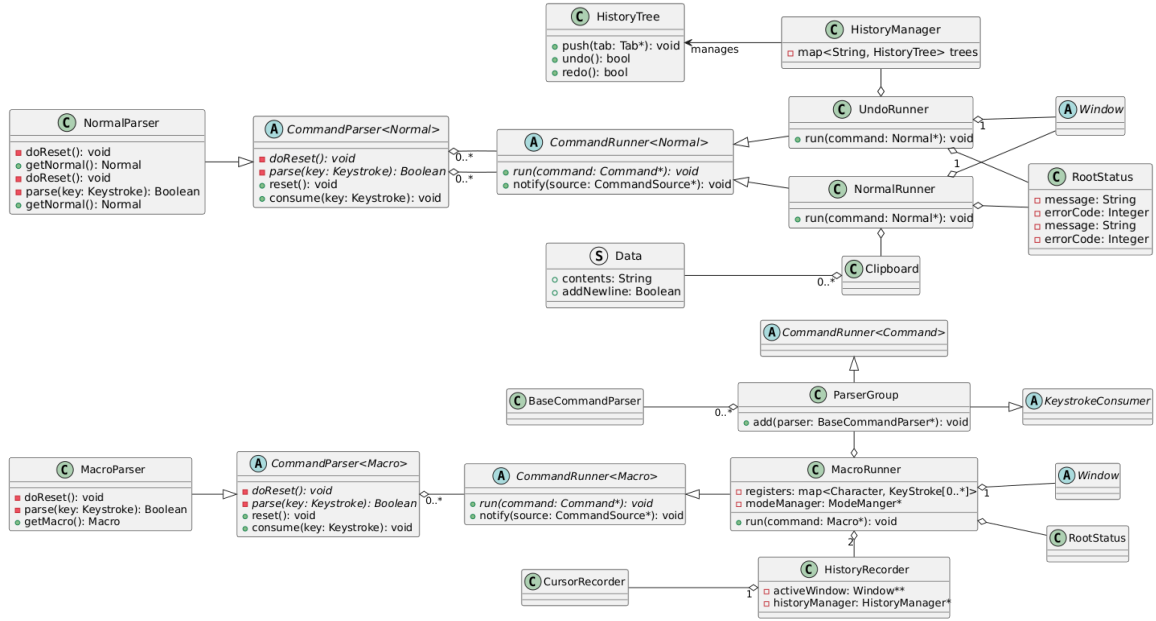 C HistoryTree
push(tab: Tab*): void
undo(): bool
redo(): bool
manages
C HistoryManager
map<String, HistoryTree> trees
C NormalParser
doReset(): void
getNormal(): Normal
doReset(): void
parse(key: Keystroke): Boolean
getNormal(): Normal
A CommandParser<Normal>
doReset(): void
parse(key: Keystroke): Boolean
reset(): void
consume(key: Keystroke): void
0..*
0..*
A CommandRunner<Normal>
run(command: Command*): void
notify(source: CommandSource*): void
C UndoRunner
run(command: Normal*): void
1
A Window
1
C NormalRunner
run(command: Normal*): void
C RootStatus
message: String
errorCode: Integer
message: String
errorCode: Integer
S Data
contents: String
addNewline: Boolean
0..*
C Clipboard
A CommandRunner<Command>
C BaseCommandParser
0..*
C ParserGroup
add(parser: BaseCommandParser*): void
A KeystrokeConsumer
C MacroParser
doReset(): void
parse(key: Keystroke): Boolean
getMacro(): Macro
A CommandParser<Macro>
doReset(): void
parse(key: Keystroke): Boolean
reset(): void
consume(key: Keystroke): void
0..*
A CommandRunner<Macro>
run(command: Command*): void
notify(source: CommandSource*): void
C MacroRunner
registers: map<Character, KeyStroke[0..*]>
modeManager: ModeManger*
run(command: Macro*): void
1
A Window
C RootStatus
2
C CursorRecorder
1
C HistoryRecorder
activeWindow: Window**
historyManager: HistoryManager*